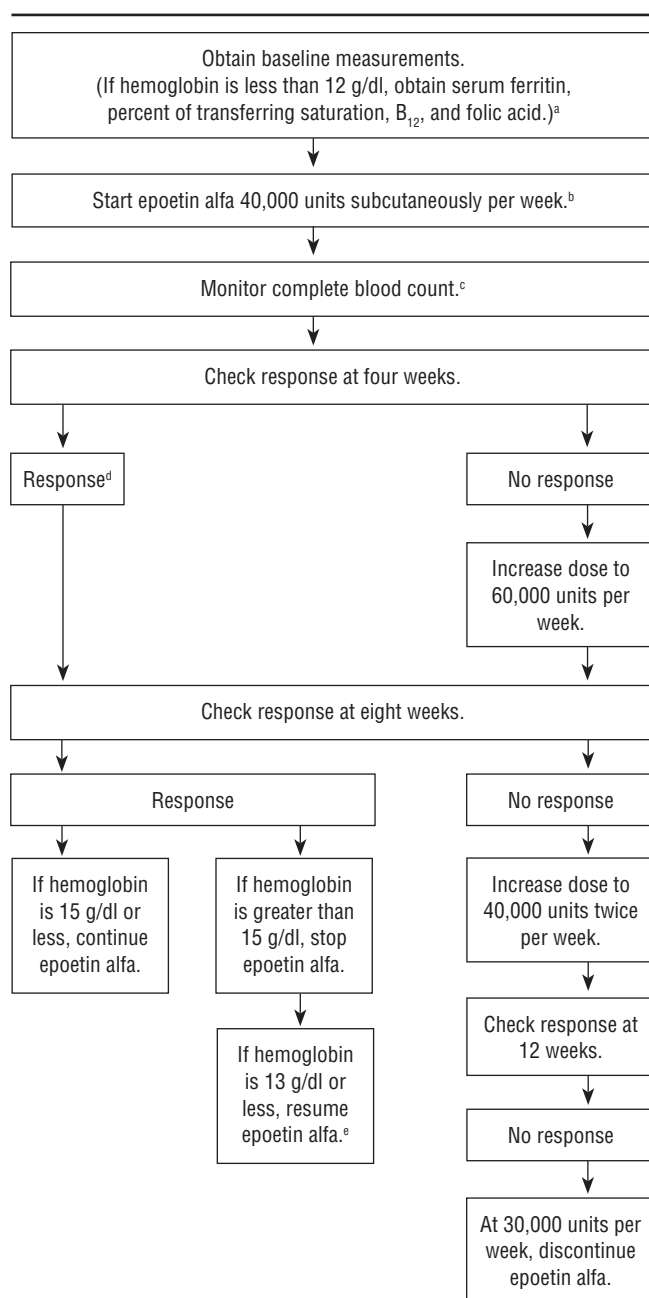 Obtain baseline measurements.
(If hemoglobin is less than 12 g/dl, obtain serum ferritin,
percent of transferring saturation, B12, and folic acid.)a
Start epoetin alfa 40,000 units subcutaneously per week.b
Monitor complete blood count.c
Check response at four weeks.
Responsed
No response
Increase dose to
60,000 units per
week.
Check response at eight weeks.
Response
No response
If hemoglobin
is 15 g/dl or
less, continue
epoetin alfa.
If hemoglobin
is greater than
15 g/dl, stop
epoetin alfa.
Increase dose to
40,000 units twice
per week.
If hemoglobin
is 13 g/dl or
less, resume
epoetin alfa.e
Check response at
12 weeks.
No response
At 30,000 units per
week, discontinue
epoetin alfa.